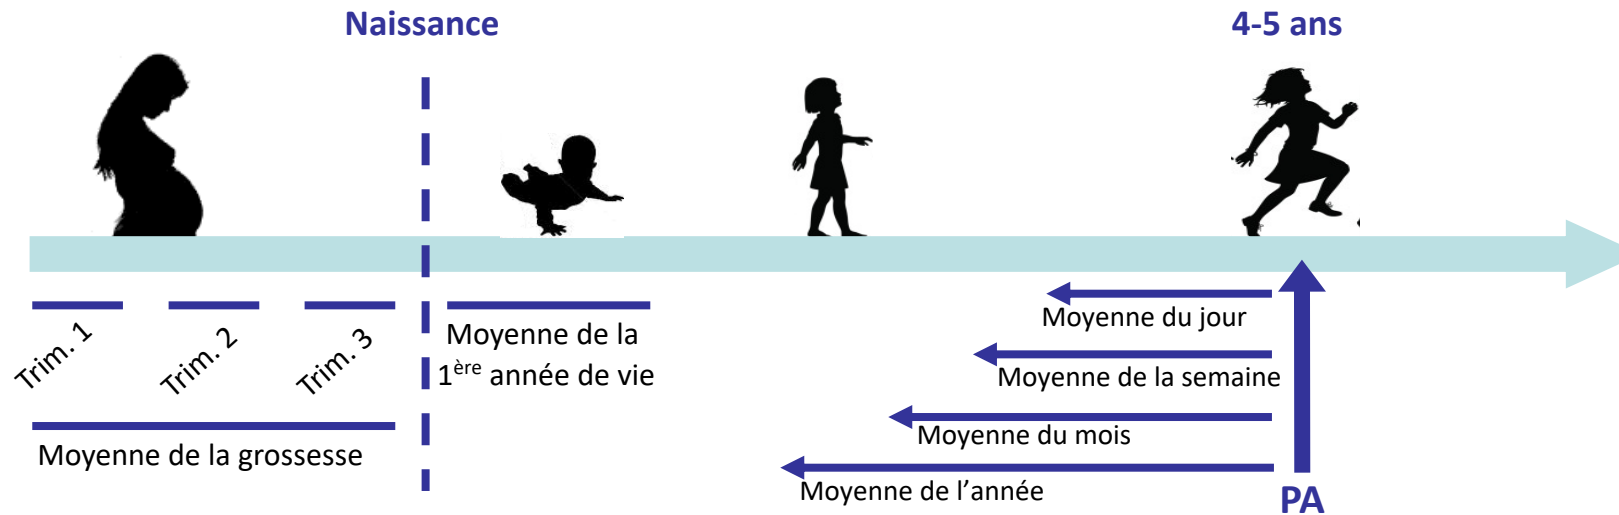 Naissance
4-5 ans
Trim. 1
Trim. 2
Trim. 3
Moyenne de la grossesse
Moyenne de la
1ère année de vie
Moyenne du jour
Moyenne de la semaine
Moyenne du mois
Moyenne de l’année
PA